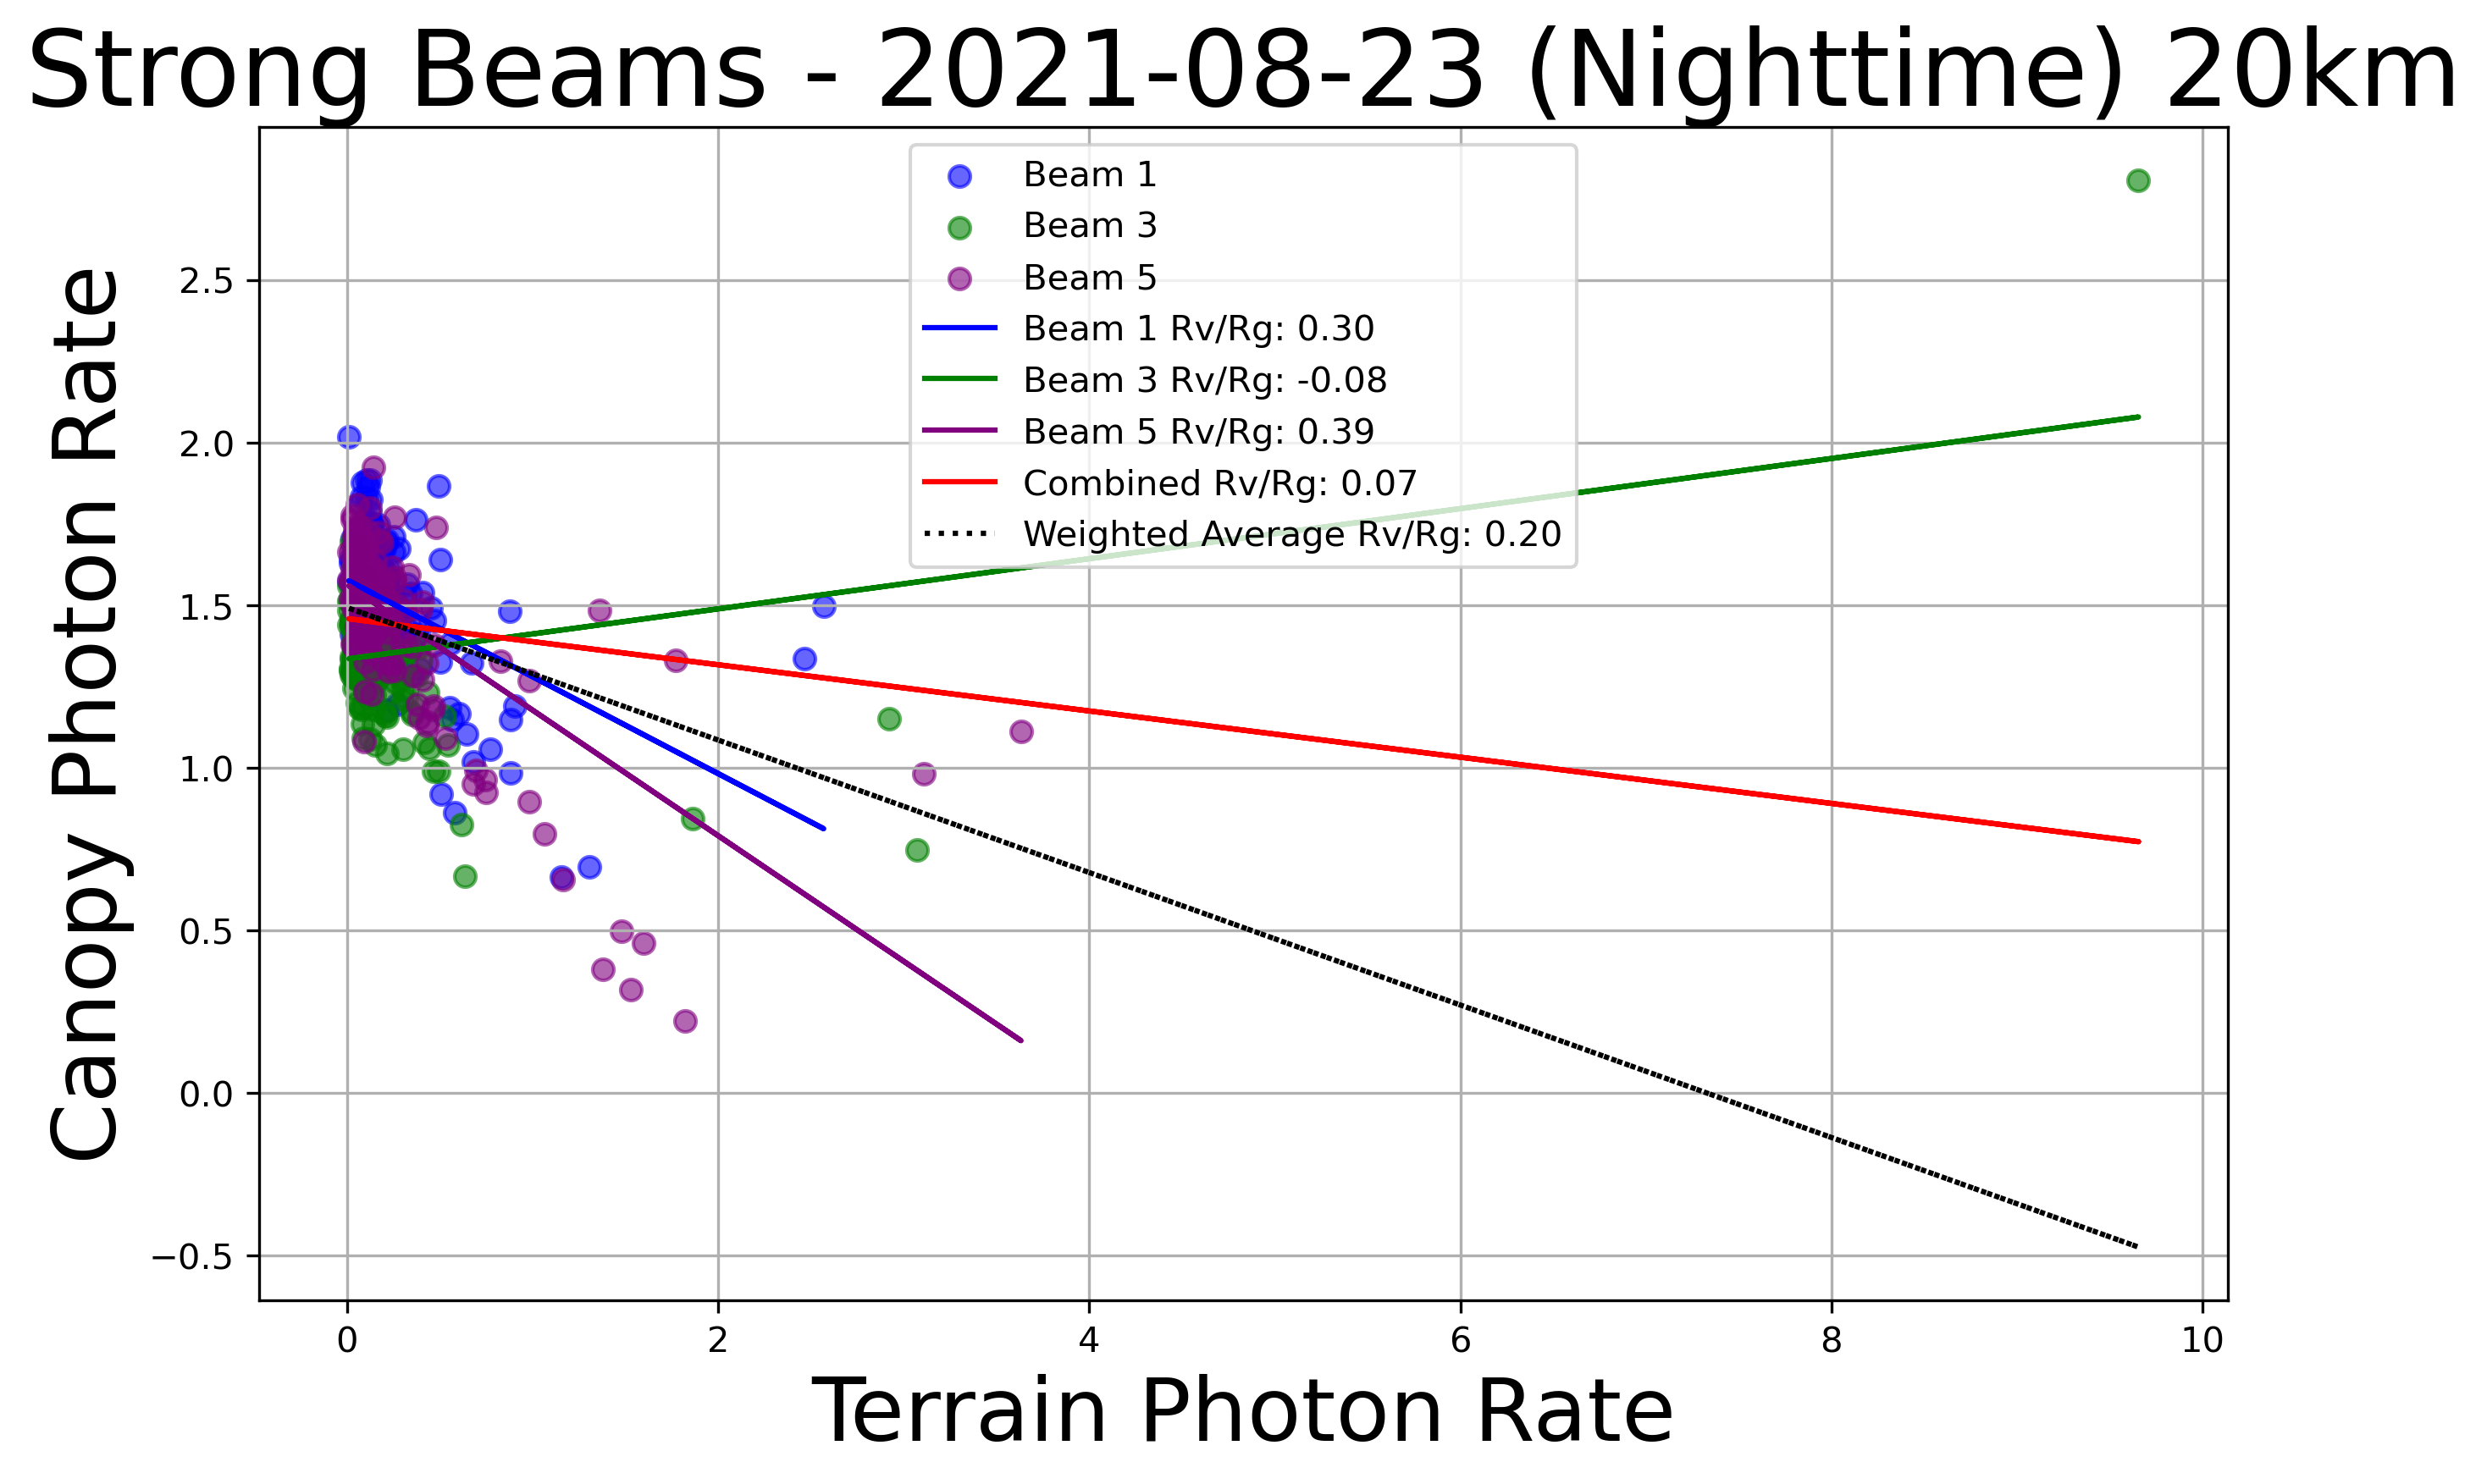 Strong Beams - 2021-08-23 (Nighttime) 20km
Canopy Photon Rate
2.5
2.0
1.5
1.0
0.5
0.0
−0.5
Beam 1
Beam 3
Beam 5
Beam 1 Rv/Rg: 0.30
Beam 3 Rv/Rg: -0.08
Beam 5 Rv/Rg: 0.39
Combined Rv/Rg: 0.07
Weighted Average Rv/Rg: 0.20
0 2 4 6 8 10
Terrain Photon Rate